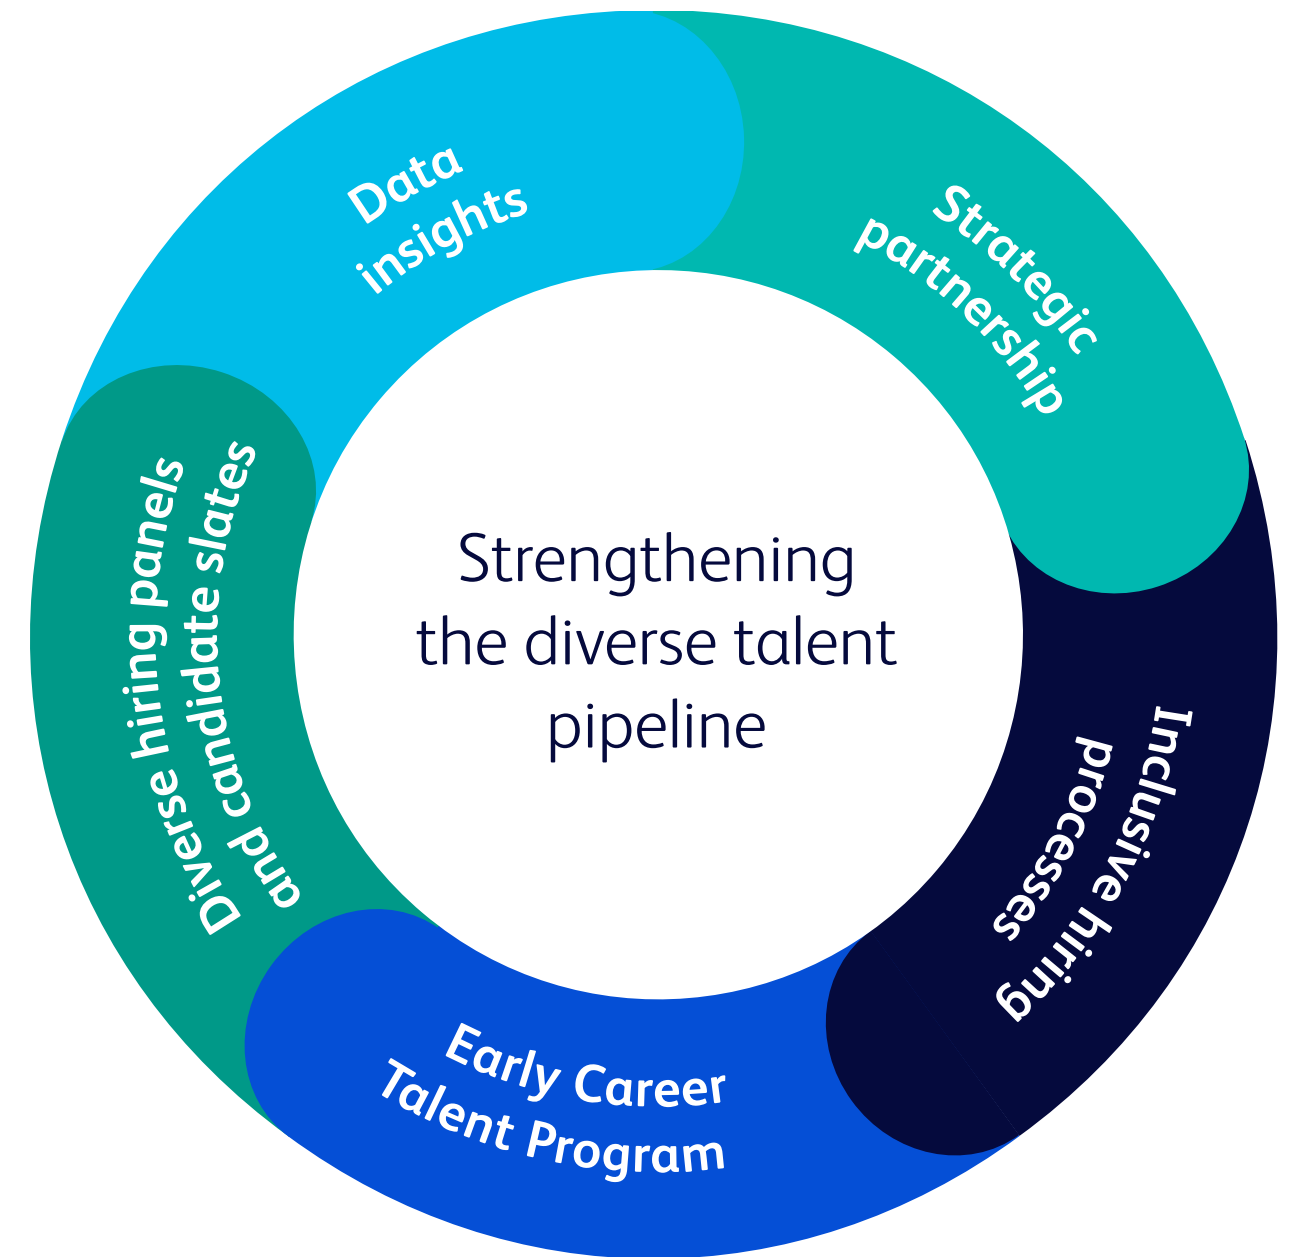 Data
insights
Strategic
partnership
Inclusive hiring
processes
Early Career
Talent Program
Diverse hiring panels
and candidate slates
Strengthening
the diverse talent
pipeline